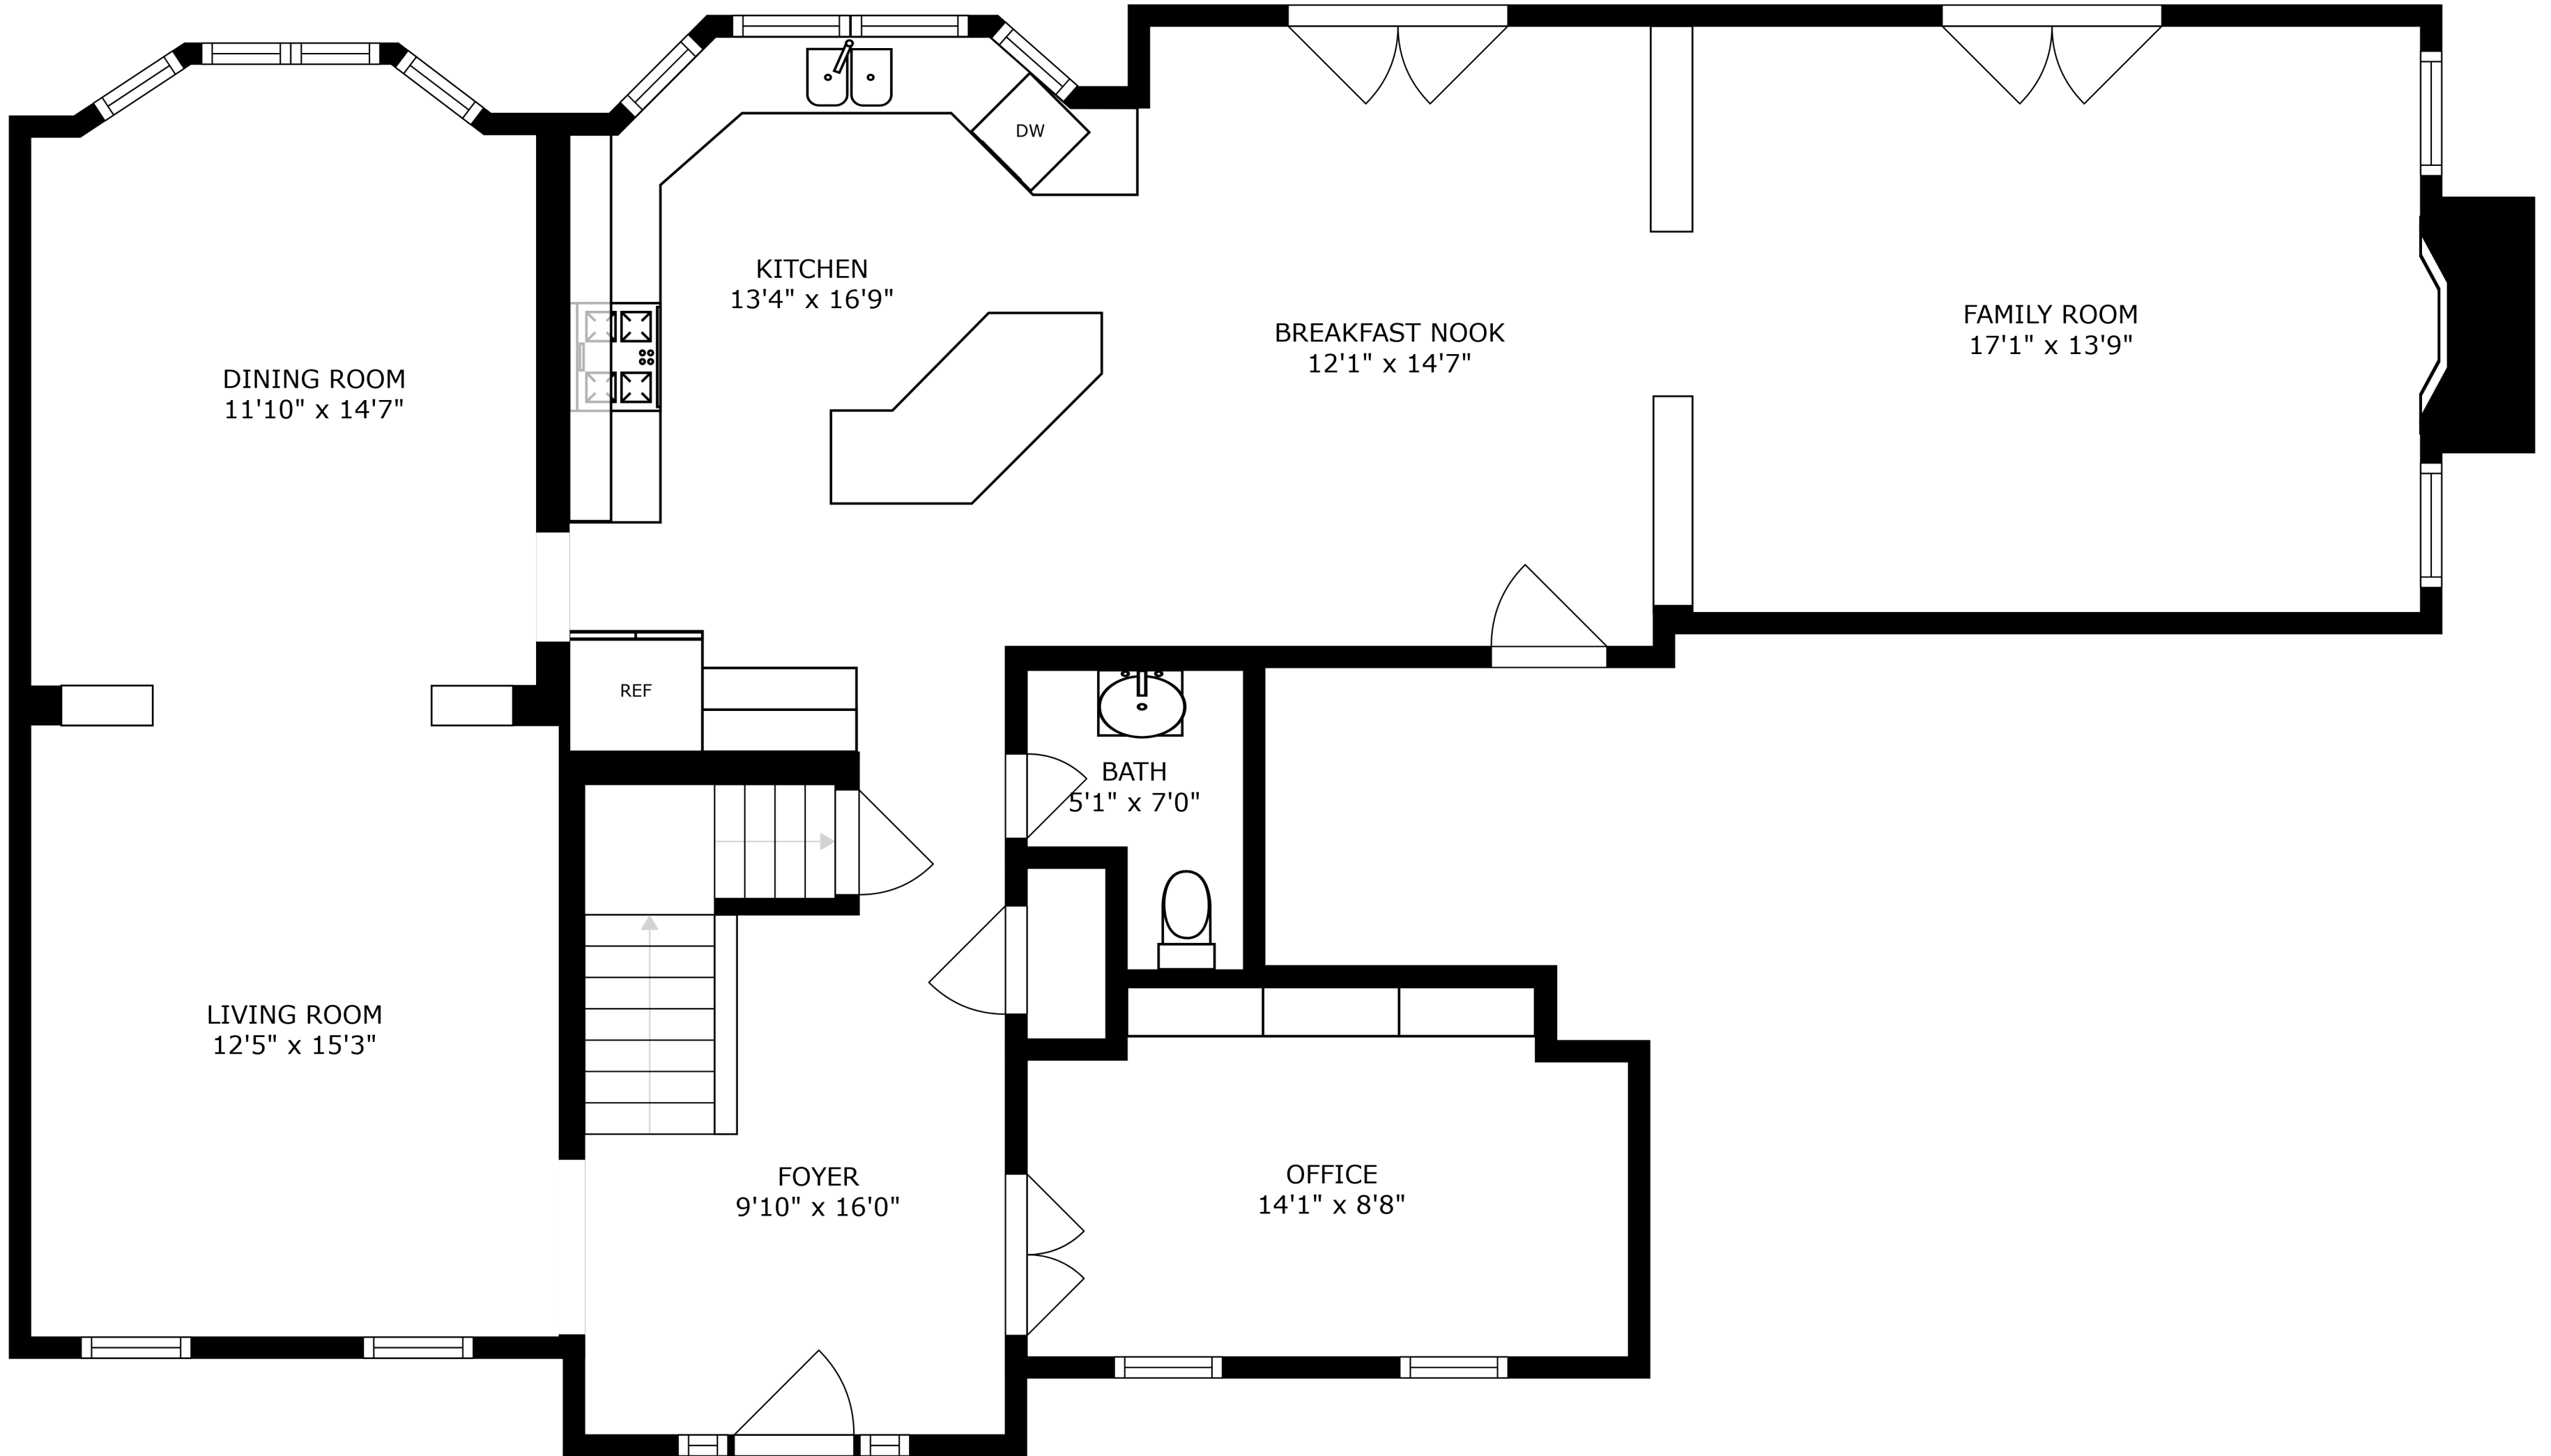 DW
KITCHEN
13'4" x 16'9"
BREAKFAST NOOK
12'1" x 14'7"
FAMILY ROOM
17'1" x 13'9"
DINING ROOM
11'10" x 14'7"
REF
BATH
5'1" x 7'0"
LIVING ROOM
12'5" x 15'3"
FOYER
9'10" x 16'0"
OFFICE
14'1" x 8'8"